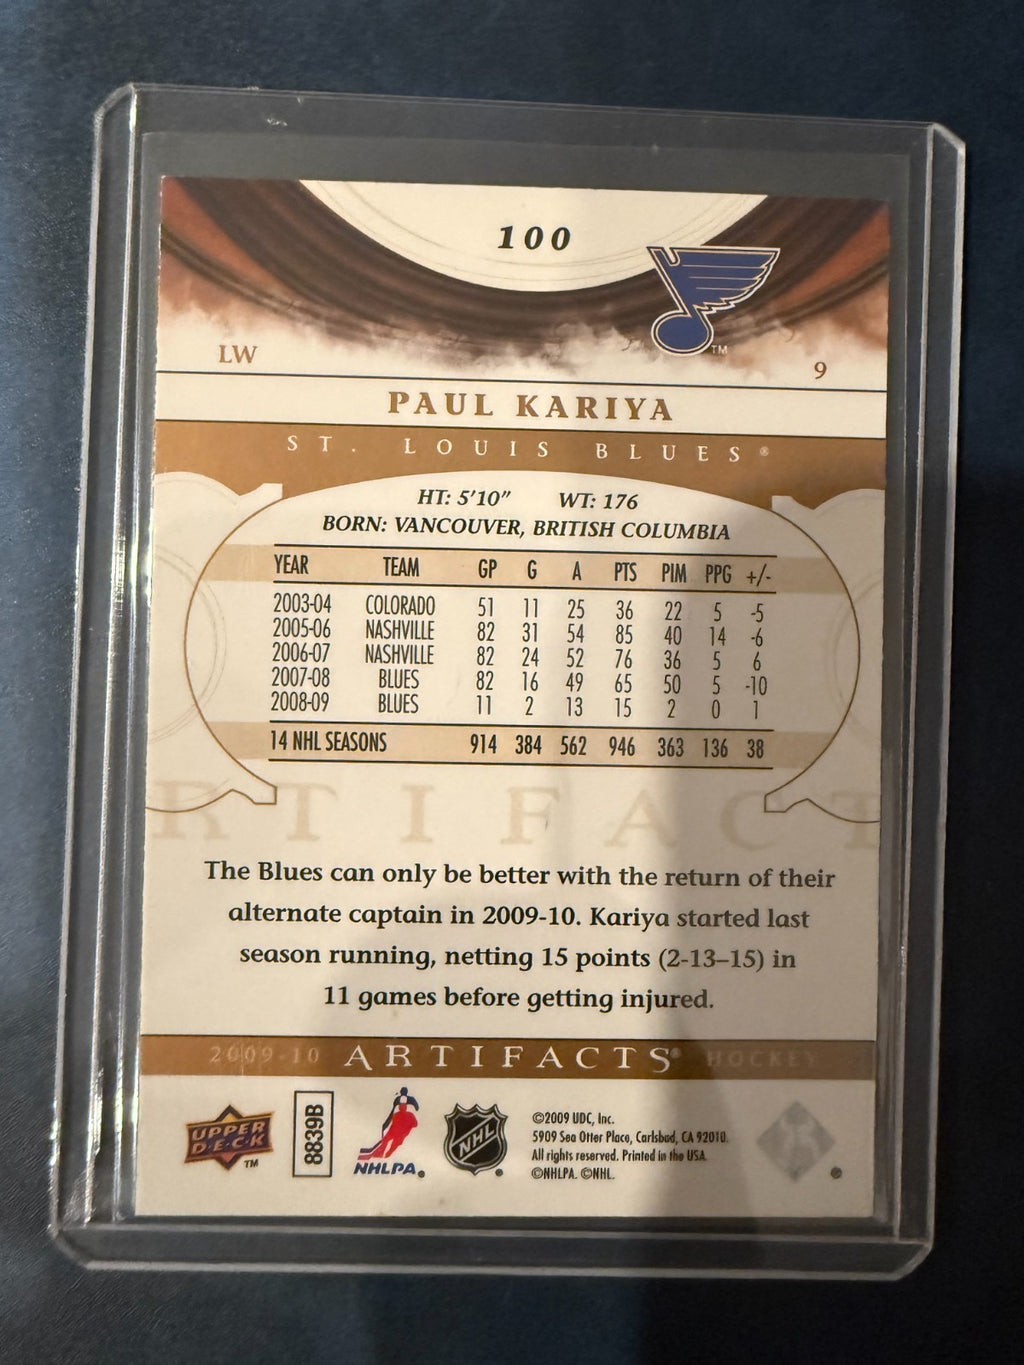 100
TM
LW
9
PAUL KARIYA
ST. LOUIS BLUES®
HT: 5'10" WT: 176
BORN: VANCOUVER, BRITISH COLUMBIA
YEAR TEAM GP G A PTS PIM PPG +/-
2003-04 COLORADO 51 11 25 36 22 5 -5
2005-06 NASHVILLE 82 31 54 85 40 14 -6
2006-07 NASHVILLE 82 24 52 76 36 5 6
2007-08 BLUES 82 16 49 65 50 5 -10
2008-09 BLUES 11 2 13 15 2 0 1
14 NHL SEASONS 914 384 562 946 363 136 38
ARTIFACT
The Blues can only be better with the return of their
alternate captain in 2009-10. Kariya started last
season running, netting 15 points (2-13–15) in
11 games before getting injured.
2009-10 ARTIFACTS® HOCKEY
UPPER
DECK
TM
8839B
NHLPA®
NHL
©2009 UDC, Inc.
5909 Sea Otter Place, Carlsbad, CA 92010.
All rights reserved. Printed in the USA
©NHLPA. ©NHL.